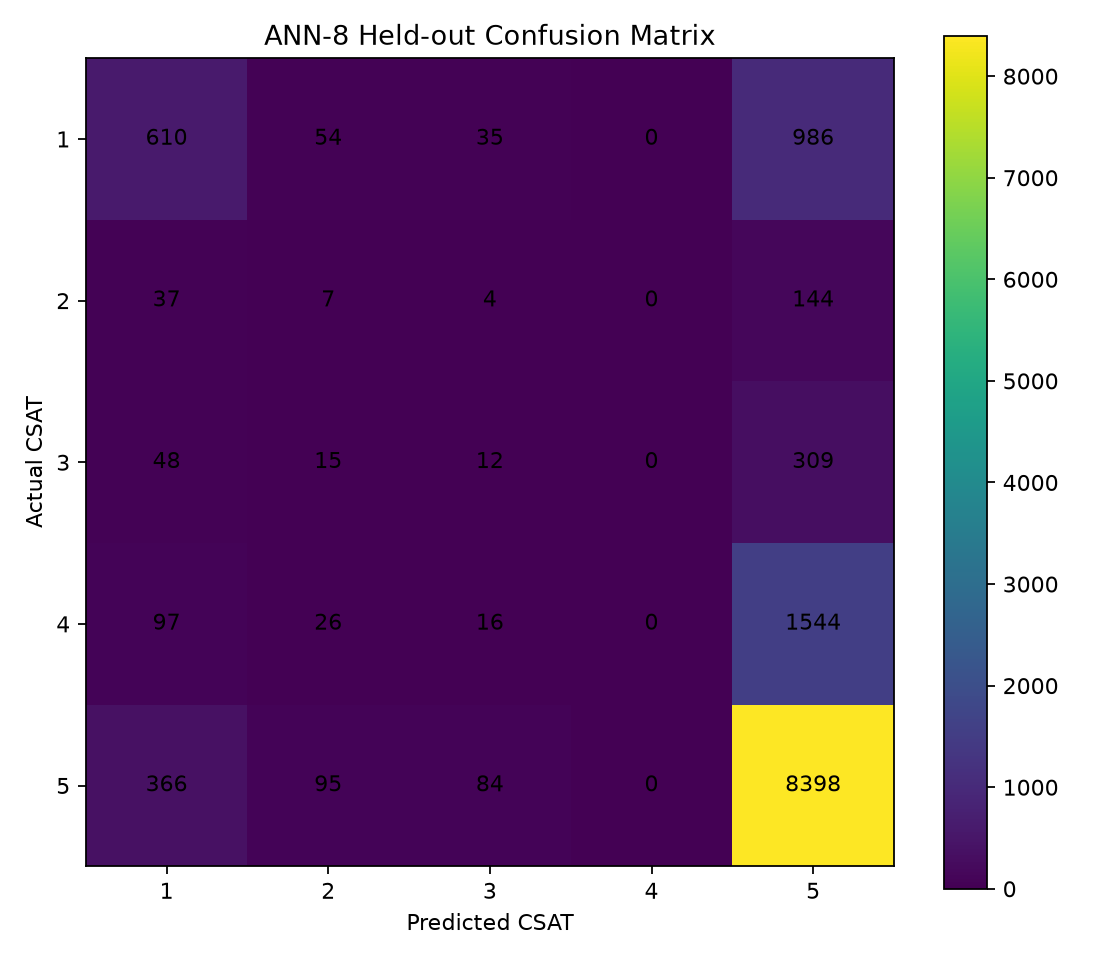 ANN-8 Held-out Confusion Matrix
1 610 54 35 0 986
2 37 7 4 0 144
3 48 15 12 0 309
4 97 26 16 0 1544
5 366 95 84 0 8398
1 2 3 4 5
Predicted CSAT
Actual CSAT
8000
7000
6000
5000
4000
3000
2000
1000
0